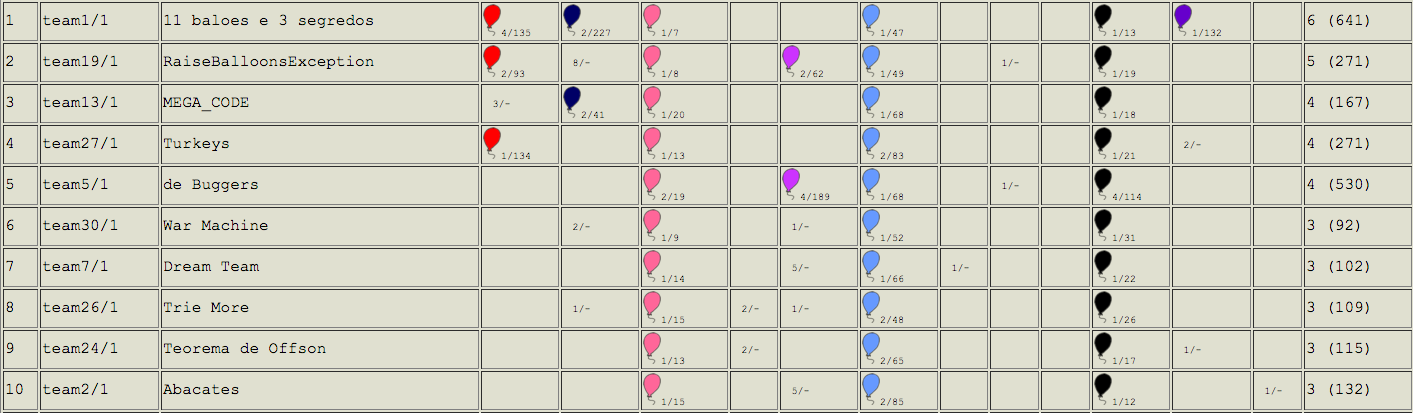 1 team1/1 11 baloes e 3 segredos 4/135 2/227 1/7 1/47 1/13 1/132 6 (641)
2 team19/1 RaiseBalloonsException 2/93 8/- 1/8 2/62 1/49 1/- 1/19 5 (271)
3 team13/1 MEGA_CODE 3/- 2/41 1/20 1/68 1/18 4 (167)
4 team27/1 Turkeys 1/134 1/13 2/83 1/21 2/- 4 (271)
5 team5/1 de Buggers 2/19 4/189 1/68 1/- 4/114 4 (530)
6 team30/1 War Machine 2/- 1/9 1/- 1/52 1/31 3 (92)
7 team7/1 Dream Team 1/14 5/- 1/66 1/- 1/22 3 (102)
8 team26/1 Trie More 1/- 1/15 2/- 1/- 2/48 1/26 3 (109)
9 team24/1 Teorema de Offson 1/13 2/- 2/65 1/17 1/- 3 (115)
10 team2/1 Abacates 1/15 5/- 2/85 1/12 1/- 3 (132)